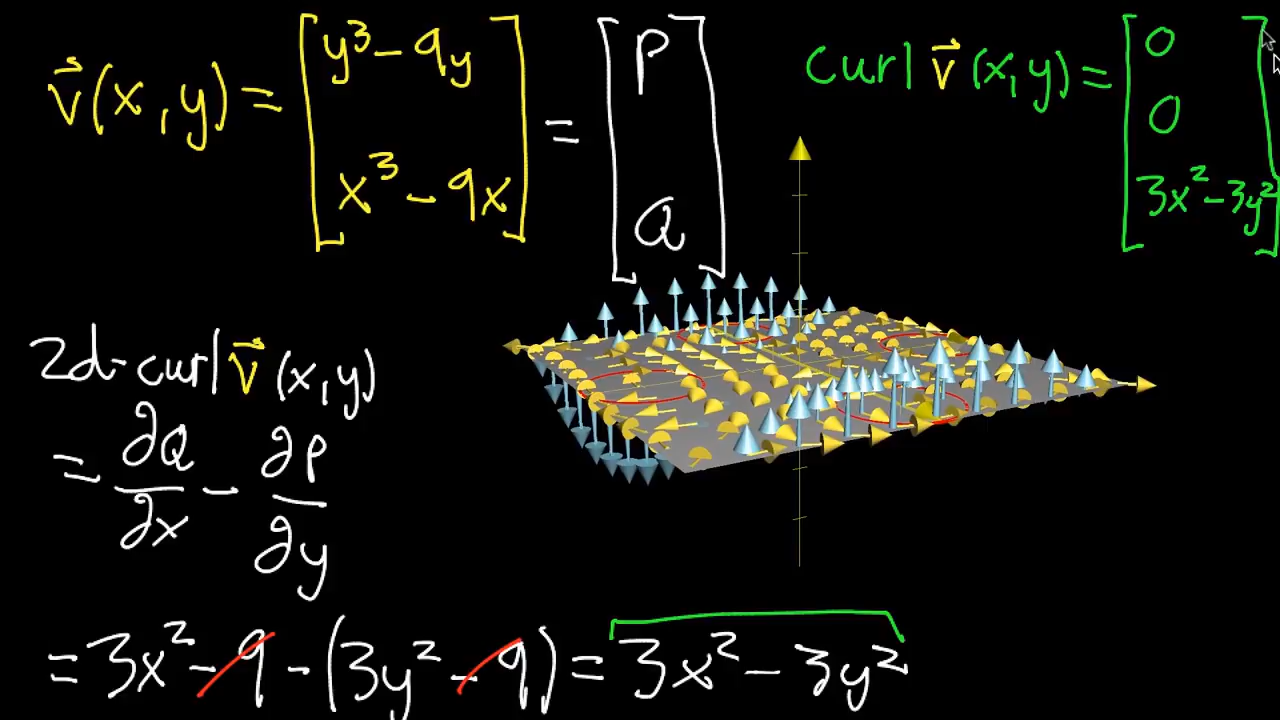 v⃗(x,y) = [y³ - 9y
x³ - 9x] = [P
Q]
curl v⃗(x,y) = [0
0
3x² - 3y²]
2d-curl v⃗(x,y)
= ∂Q/∂x - ∂P/∂y
= 3x² - 9 - (3y² - 9) = 3x² - 3y²